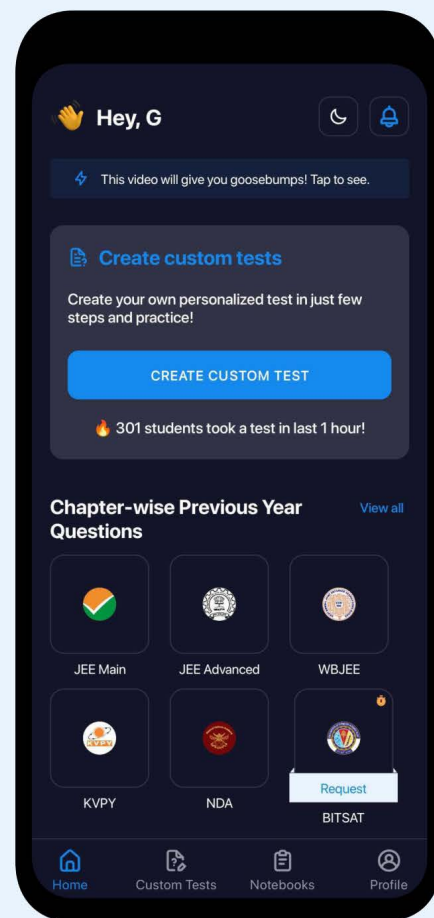 Hey, G
This video will give you goosebumps! Tap to see.
Create custom tests
Create your own personalized test in just few
steps and practice!
CREATE CUSTOM TEST
🔥 301 students took a test in last 1 hour!
Chapter-wise Previous Year
Questions
View all
JEE Main
JEE Advanced
WBJEE
KVPY
NDA
Request
BITSAT
Home
Custom Tests
Notebooks
Profile